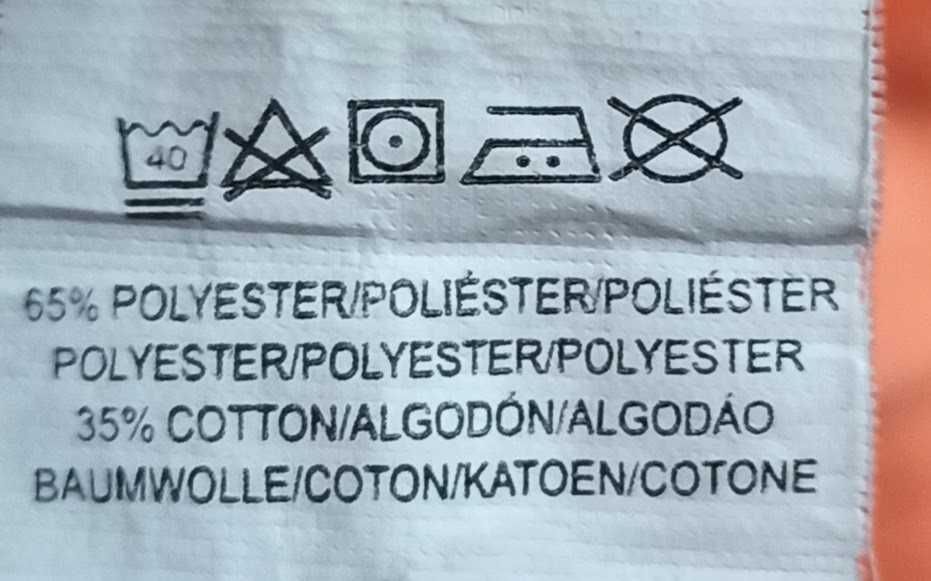 40
65% POLYESTER/POLIÉSTER/POLIÉSTER
POLYESTER/POLYESTER/POLYESTER
35% COTTON/ALGODÓN/ALGODÁO
BAUMWOLLE/COTON/KATOEN/COTONE